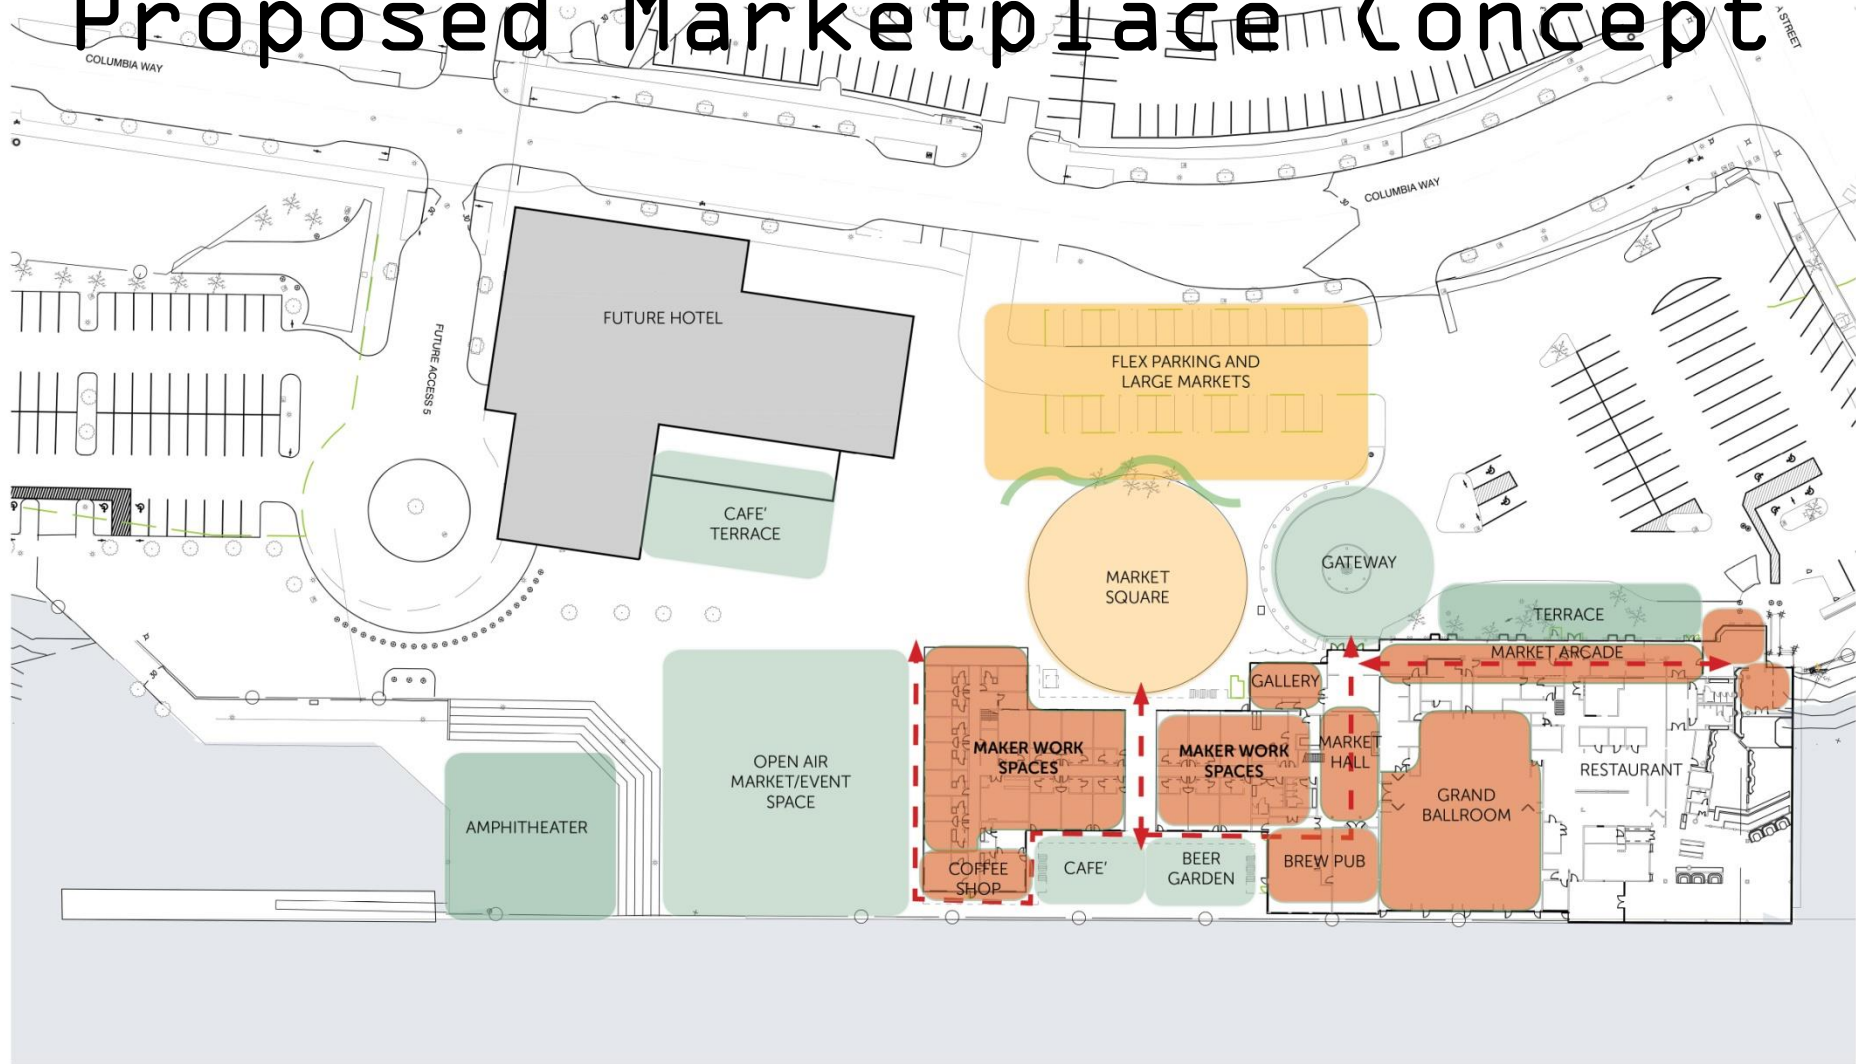 Proposed Marketplace Concept
A STREET
COLUMBIA WAY
COLUMBIA WAY
FUTURE HOTEL
FUTURE ACCESS 5
FLEX PARKING AND
LARGE MARKETS
CAFE'
TERRACE
MARKET
SQUARE
GATEWAY
TERRACE
MARKET ARCADE
GALLERY
MAKER WORK
SPACES
MAKER WORK
SPACES
MARKET
HALL
OPEN AIR
MARKET/EVENT
SPACE
RESTAURANT
GRAND
BALLROOM
AMPHITHEATER
COFFEE
SHOP
CAFE'
BEER
GARDEN
BREW PUB